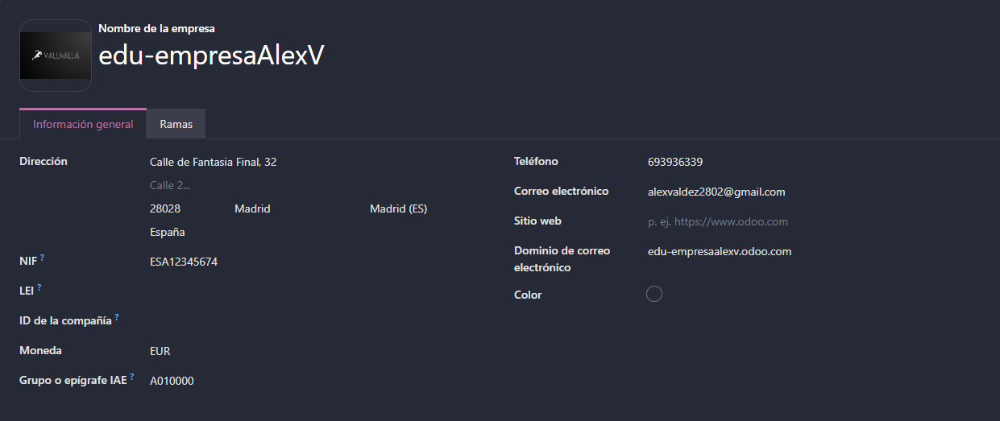 VALLHALLA
Nombre de la empresa
edu-empresaAlexV
Información general
Ramas
Dirección
Calle de Fantasia Final, 32
Calle 2...
28028 Madrid Madrid (ES)
España
NIF ?
ESA12345674
LEI ?
ID de la compañía ?
Moneda
EUR
Grupo o epígrafe IAE ?
A010000
Teléfono
693936339
Correo electrónico
alexvaldez2802@gmail.com
Sitio web
p. ej. https://www.odoo.com
Dominio de correo
electrónico
edu-empresaalexv.odoo.com
Color